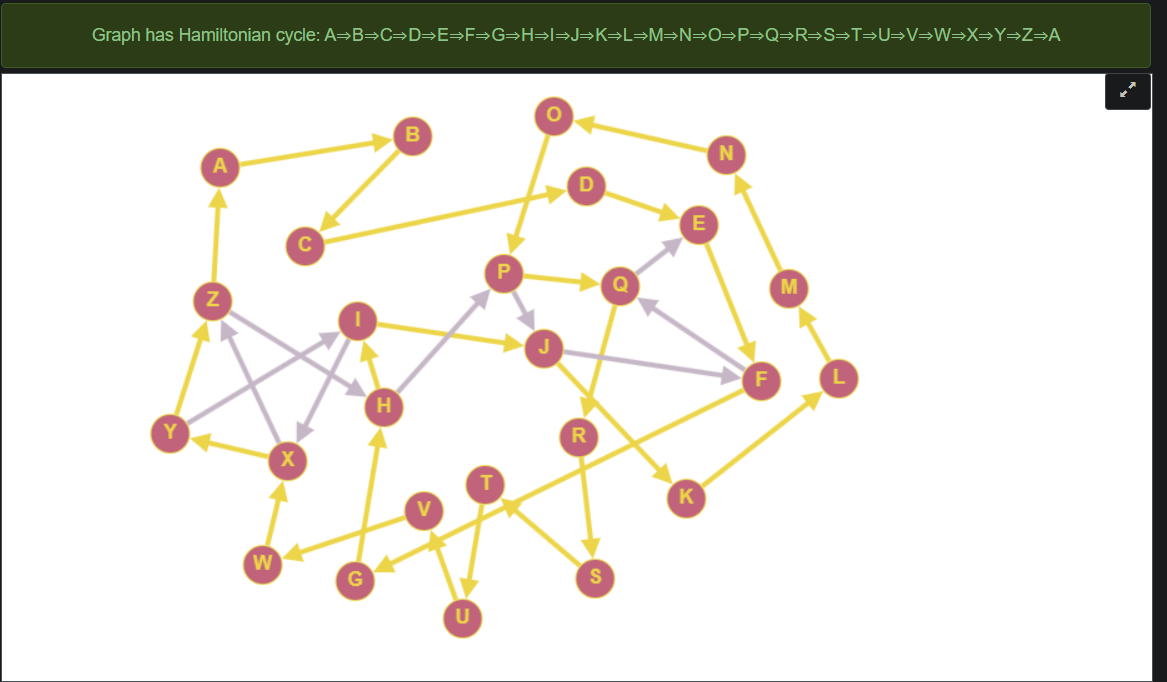 Graph has Hamiltonian cycle: A⇒B⇒C⇒D⇒E⇒F⇒G⇒H⇒I⇒J⇒K⇒L⇒M⇒N⇒O⇒P⇒Q⇒R⇒S⇒T⇒U⇒V⇒W⇒X⇒Y⇒Z⇒A
O
B
N
A
D
E
C
P
Q
M
Z
I
J
L
F
H
Y
R
X
T
K
V
W
S
G
U